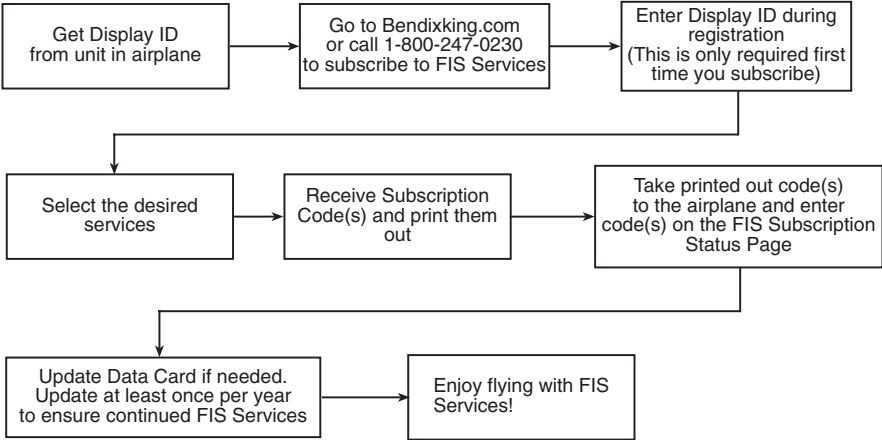 Get Display ID
from unit in airplane
Go to Bendixking.com
or call 1-800-247-0230
to subscribe to FIS Services
Enter Display ID during
registration
(This is only required first
time you subscribe)
Select the desired
services
Receive Subscription
Code(s) and print them
out
Take printed out code(s)
to the airplane and enter
code(s) on the FIS Subscription
Status Page
Update Data Card if needed.
Update at least once per year
to ensure continued FIS Services
Enjoy flying with FIS
Services!